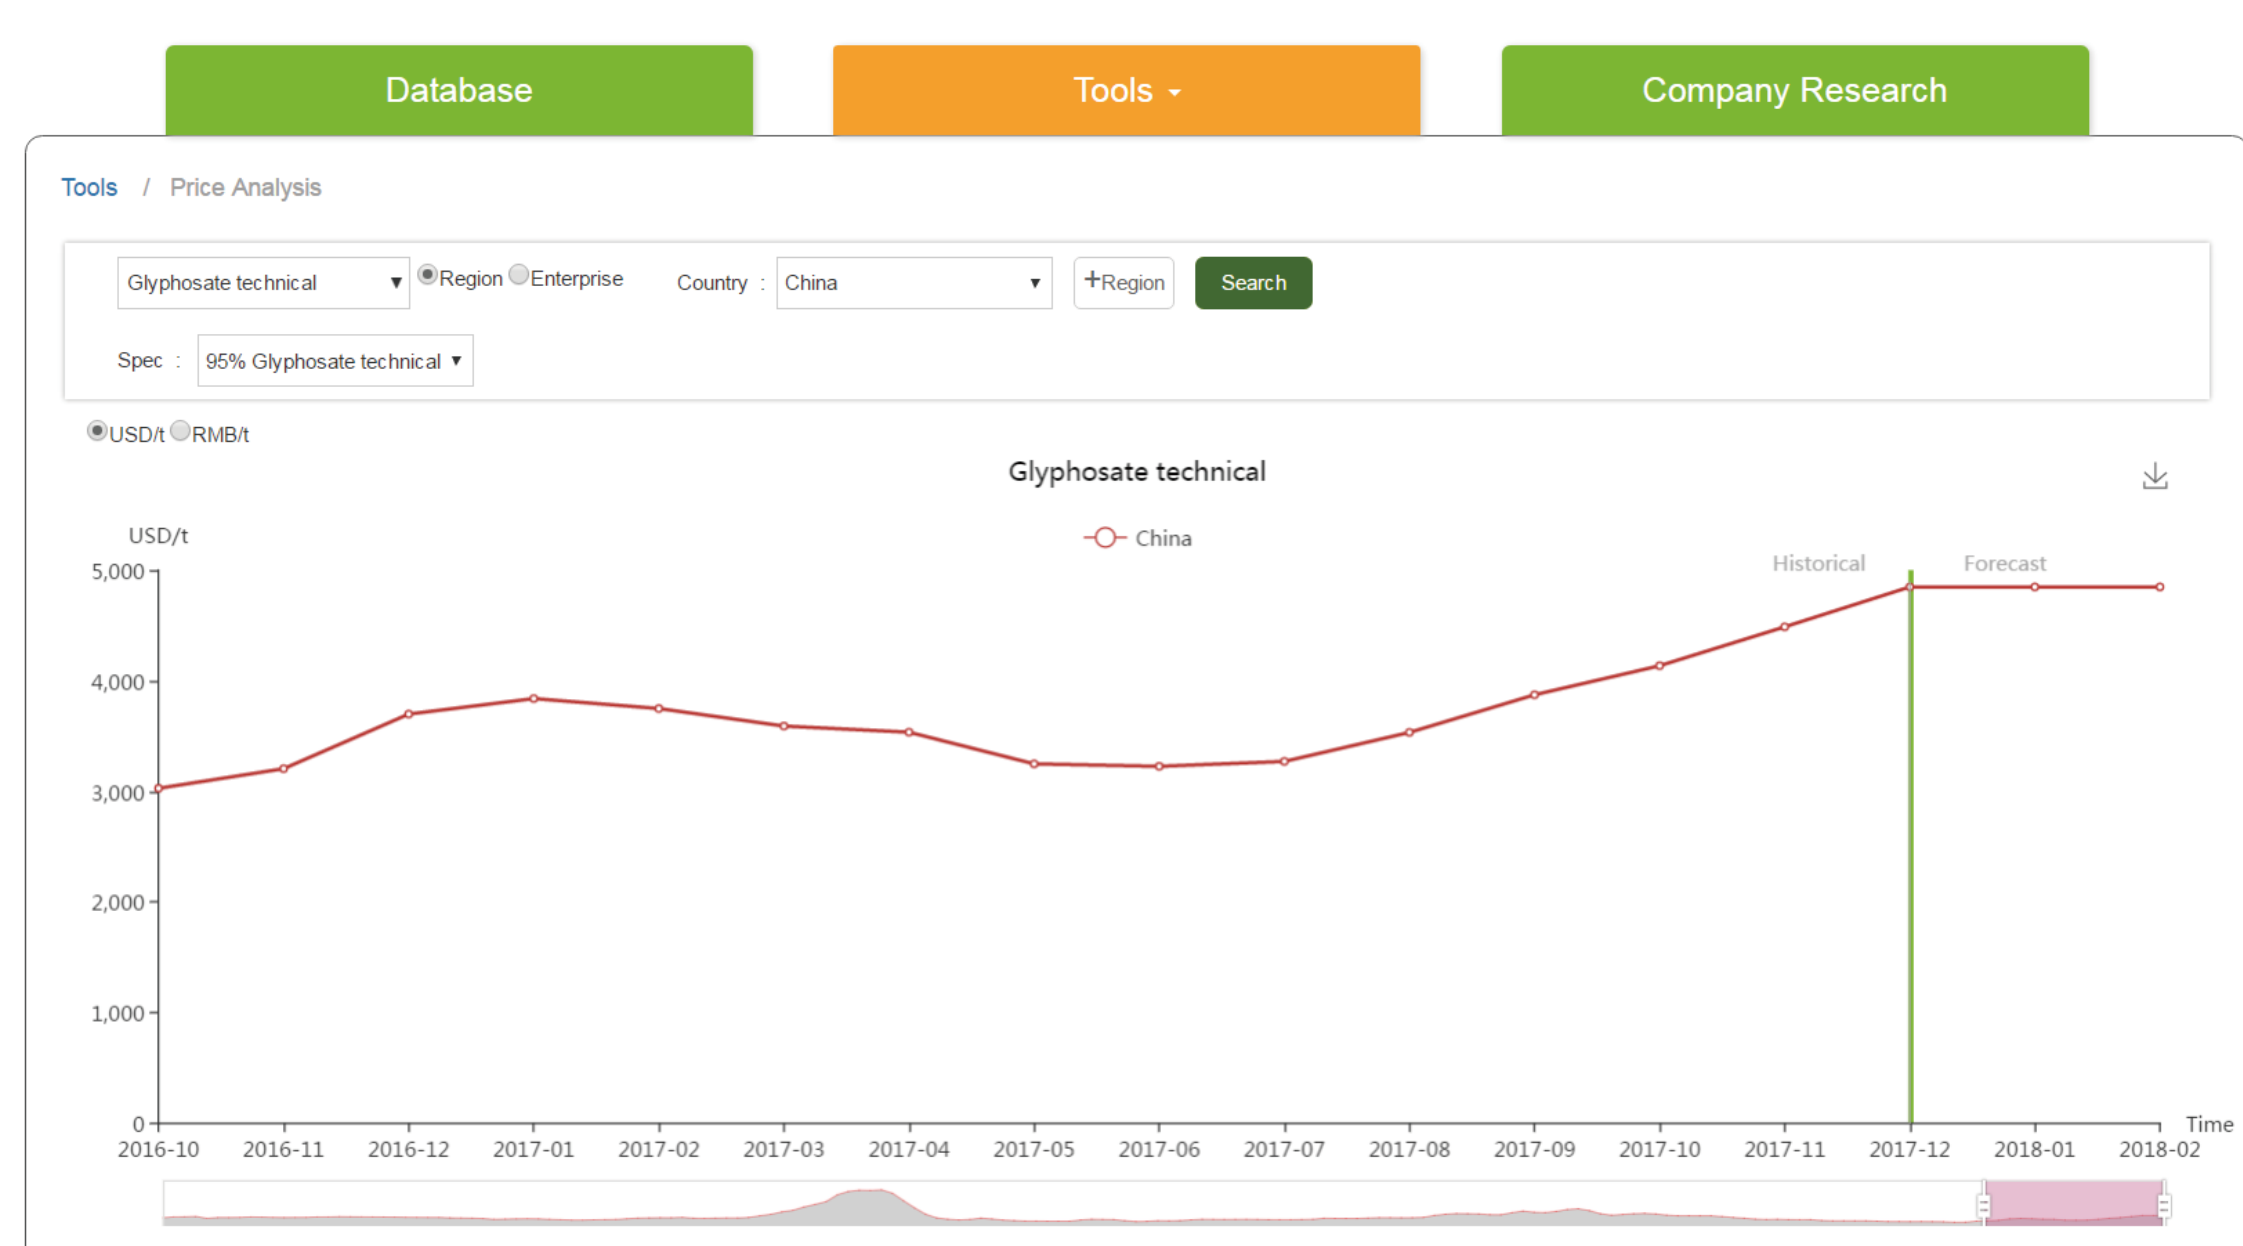 Database Tools Company Research
Tools / Price Analysis
Glyphosate technical Region Enterprise Country : China +Region Search
Spec : 95% Glyphosate technical
USD/t RMB/t
Glyphosate technical
USD/t
China
Historical Forecast
5,000
4,000
3,000
2,000
1,000
0
Time
2016-10 2016-11 2016-12 2017-01 2017-02 2017-03 2017-04 2017-05 2017-06 2017-07 2017-08 2017-09 2017-10 2017-11 2017-12 2018-01 2018-02